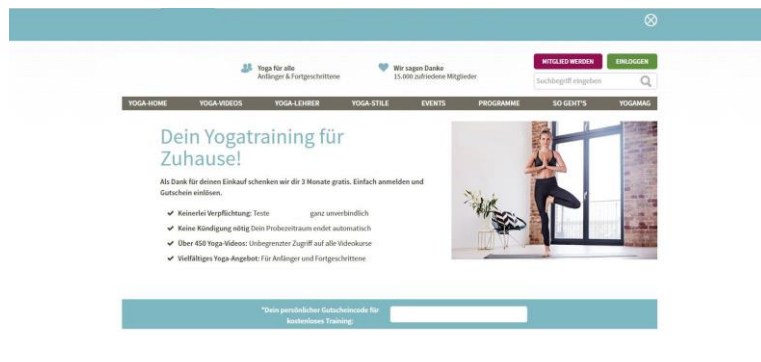 Yoga für alle
Anfänger & Fortgeschrittene
Wir sagen Danke
15.000 zufriedene Mitglieder
MITGLIED WERDEN
EINLOGGEN
Suchbegriff eingeben
YOGA-HOME YOGA-VIDEOS YOGA-LEHRER YOGA-STILE EVENTS PROGRAMME SO GEHT'S YOGAMAG
Dein Yogatraining für
Zuhause!
Als Dank für deinen Einkauf schenken wir dir 3 Monate gratis. Einfach anmelden und
Gutschein einlösen.
✔ Keinerlei Verpflichtung: Teste ganz unverbindlich
✔ Keine Kündigung nötig Dein Probezeitraum endet automatisch
✔ Über 450 Yoga-Videos: Unbegrenzter Zugriff auf alle Videokurse
✔ Vielfältiges Yoga-Angebot: Für Anfänger und Fortgeschrittene
*Dein persönlicher Gutscheincode für
kostenloses Training: